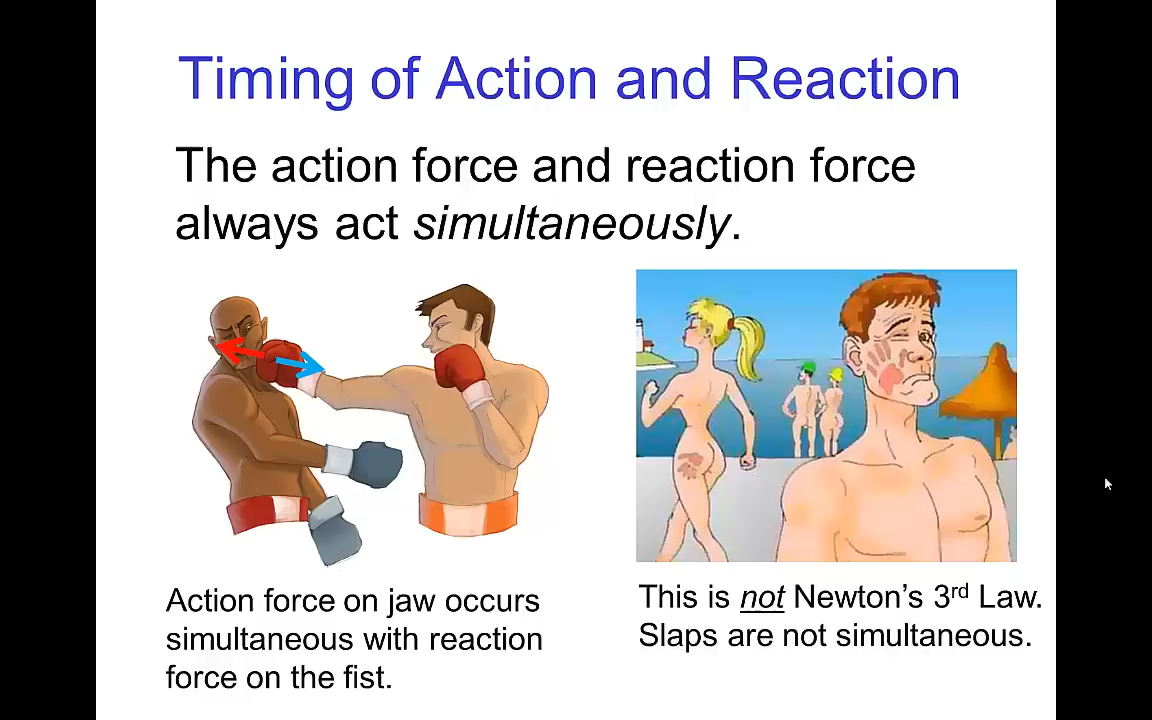 Timing of Action and Reaction
The action force and reaction force
always act simultaneously.
Action force on jaw occurs
simultaneous with reaction
force on the fist.
This is not Newton's 3rd Law.
Slaps are not simultaneous.